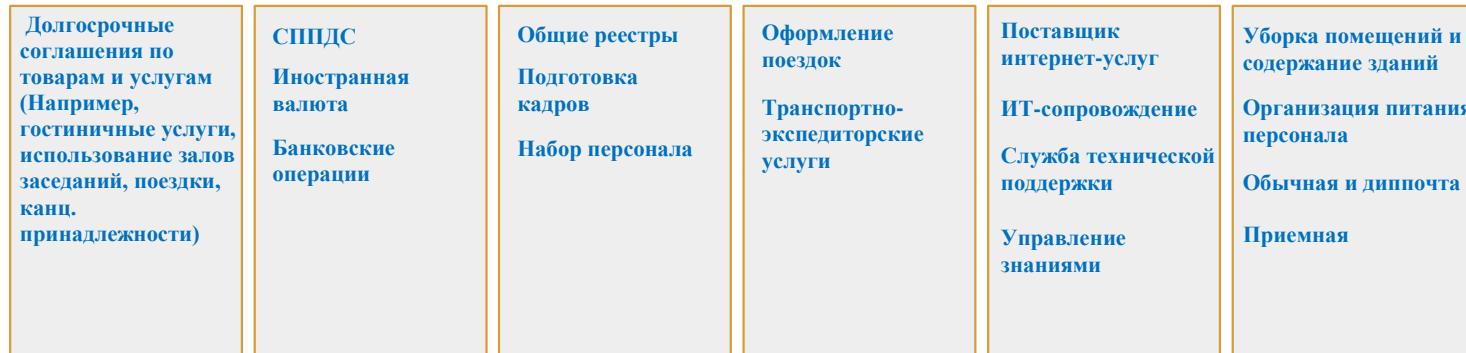 Долгосрочные
соглашения по
товарам и услугам
(Например,
гостиничные услуги,
использование залов
заседаний, поездки,
канц.
принадлежности)
СППДС
Иностранная
валюта
Банковские
операции
Общие реестры
Подготовка
кадров
Набор персонала
Оформление
поездок
Транспортно-
экспедиторские
услуги
Поставщик
интернет-услуг
ИТ-сопровождение
Служба технической
поддержки
Управление
знаниями
Уборка помещений и
содержание зданий
Организация питания
персонала
Обычная и диппочта
Приемная